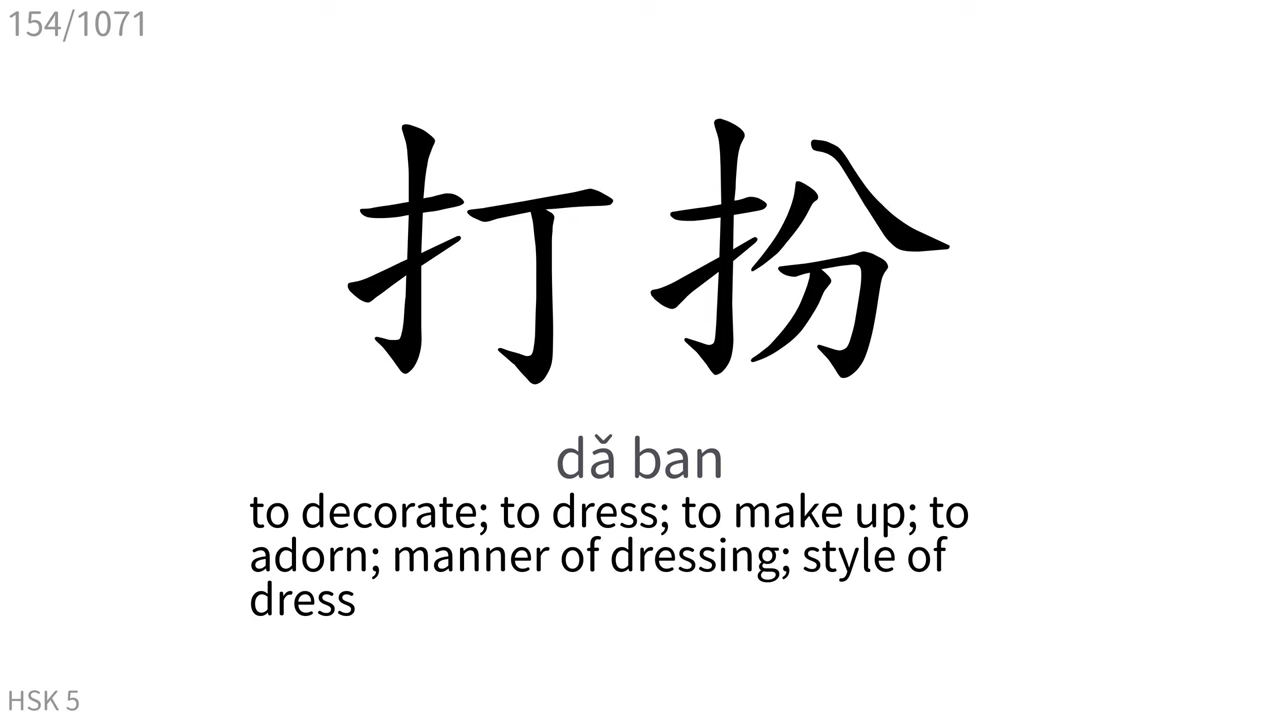 154/1071
打扮
dǎ ban
to decorate; to dress; to make up; to
adorn; manner of dressing; style of
dress
HSK 5